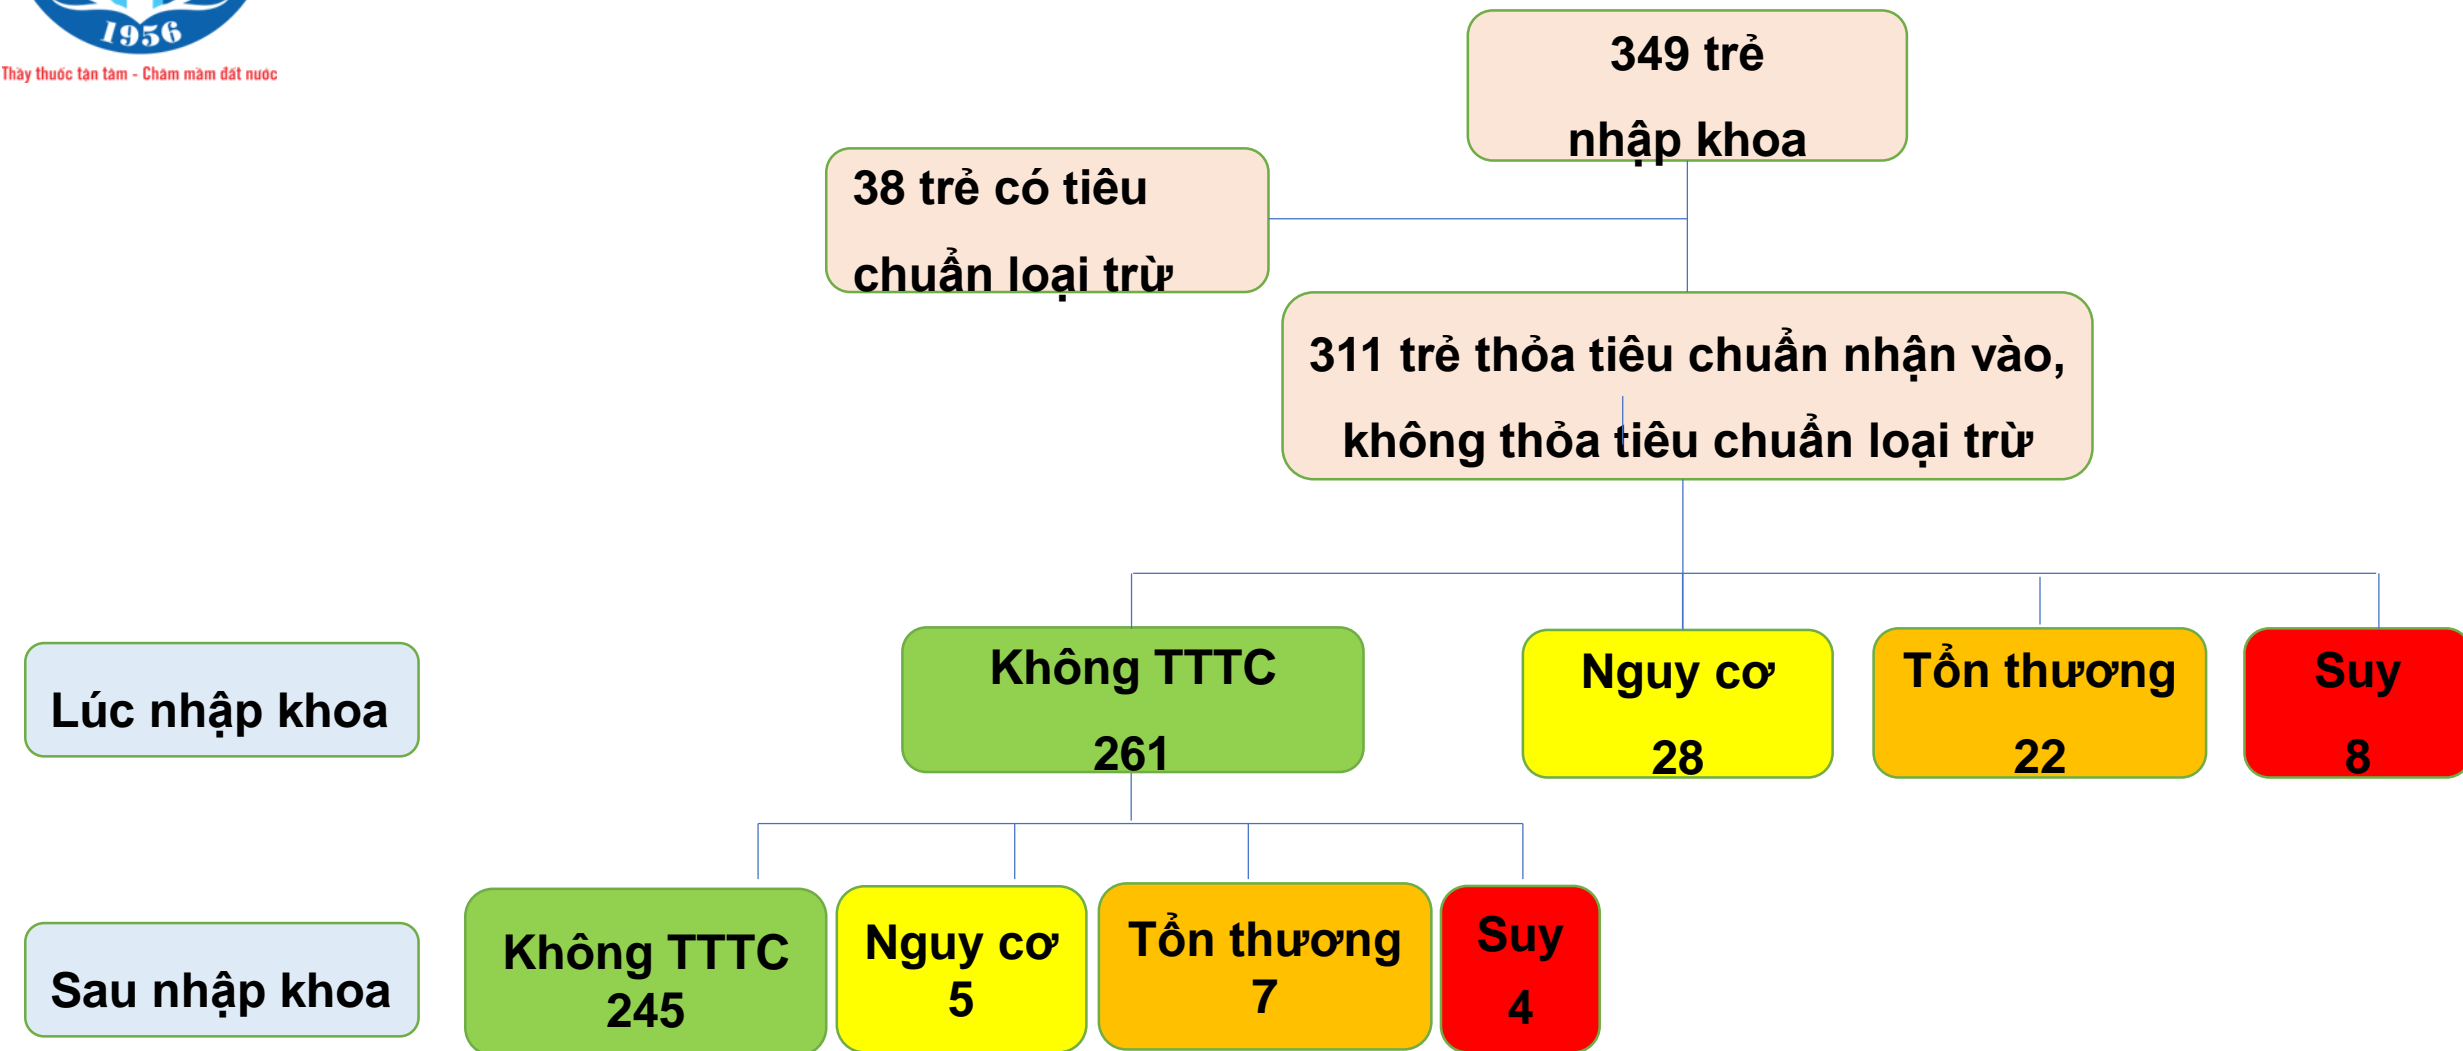 1956
Thầy thuốc tận tâm - Chăm mầm đất nước
349 trẻ
nhập khoa
38 trẻ có tiêu
chuẩn loại trừ
311 trẻ thỏa tiêu chuẩn nhận vào,
không thỏa tiêu chuẩn loại trừ
Lúc nhập khoa
Không TTTC
261
Nguy cơ
28
Tổn thương
22
Suy
8
Sau nhập khoa
Không TTTC
245
Nguy cơ
5
Tổn thương
7
Suy
4